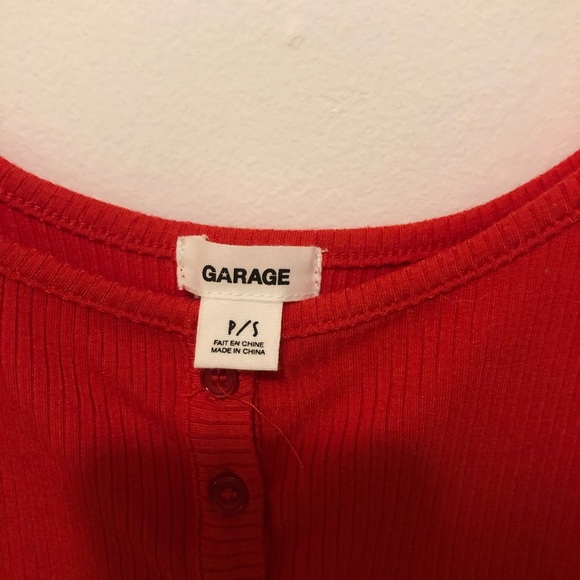 GARAGE
P/S
FAIT EN CHINE
MADE IN CHINA